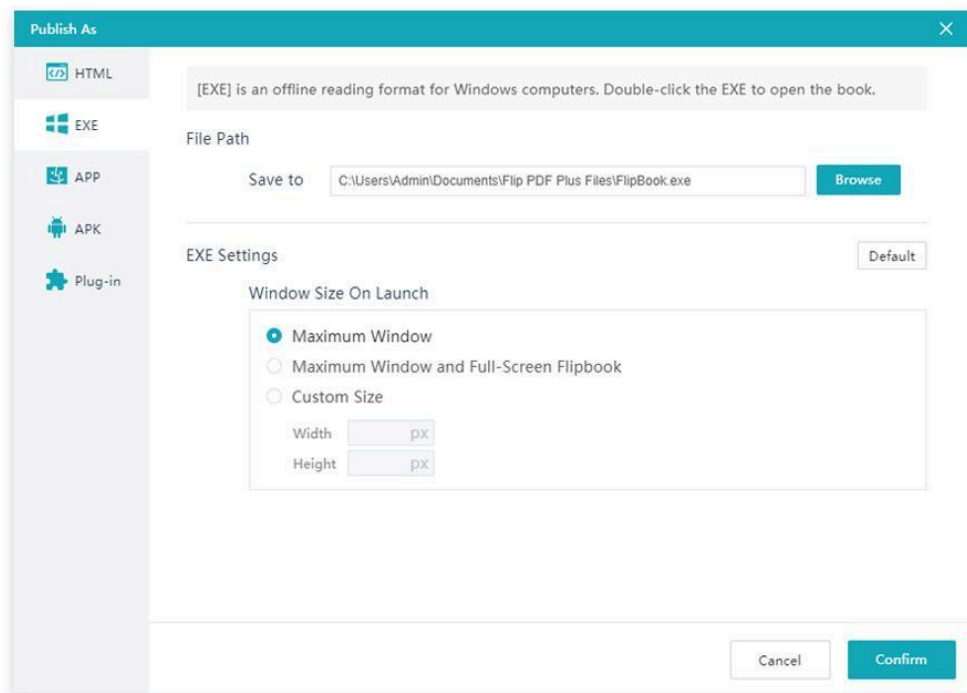 Publish As
HTML
EXE
APP
APK
Plug-in
[EXE] is an offline reading format for Windows computers. Double-click the EXE to open the book.
File Path
Save to C:\Users\Admin\Documents\Flip PDF Plus Files\FlipBook.exe Browse
EXE Settings Default
Window Size On Launch
Maximum Window
Maximum Window and Full-Screen Flipbook
Custom Size
Width px
Height px
Cancel Confirm